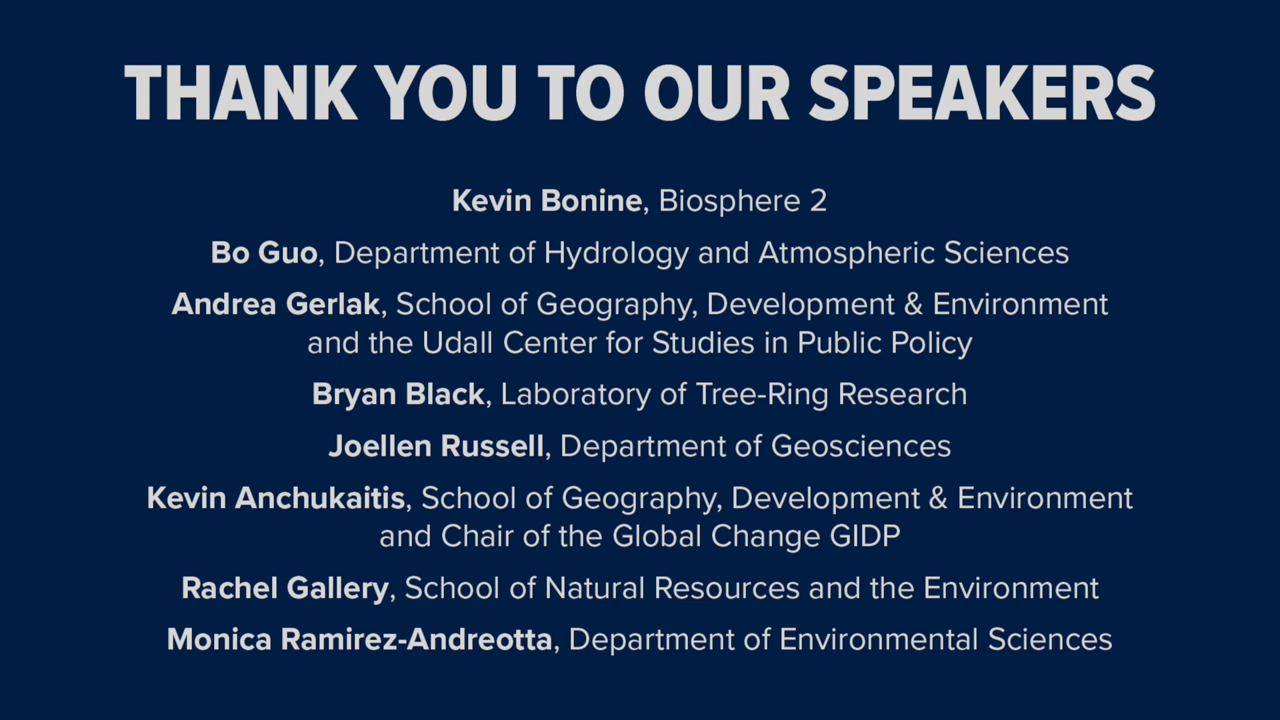 THANK YOU TO OUR SPEAKERS
Kevin Bonine, Biosphere 2
Bo Guo, Department of Hydrology and Atmospheric Sciences
Andrea Gerlak, School of Geography, Development & Environment
and the Udall Center for Studies in Public Policy
Bryan Black, Laboratory of Tree-Ring Research
Joellen Russell, Department of Geosciences
Kevin Anchukaitis, School of Geography, Development & Environment
and Chair of the Global Change GIDP
Rachel Gallery, School of Natural Resources and the Environment
Monica Ramirez-Andreotta, Department of Environmental Sciences